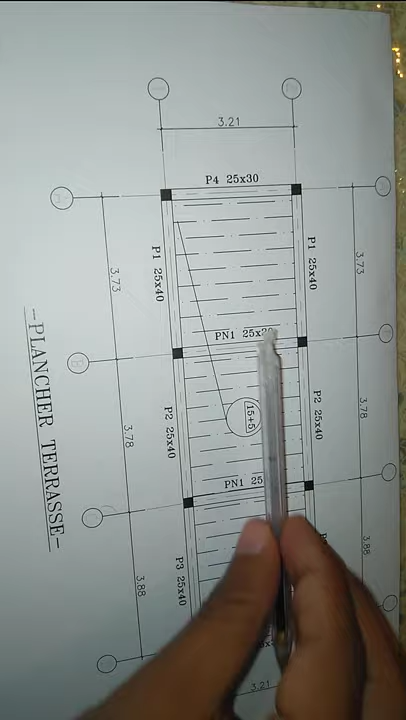 3.21
P4 25x30
P1 25x40
P1 25x40
3.73
3.73
PN1
15+5
P2 25x40
P2 25x40
3.78
3.78
PN1 25
P3 25x40
3.88
3.88
3.21
-PLANCHER TERRASSE-